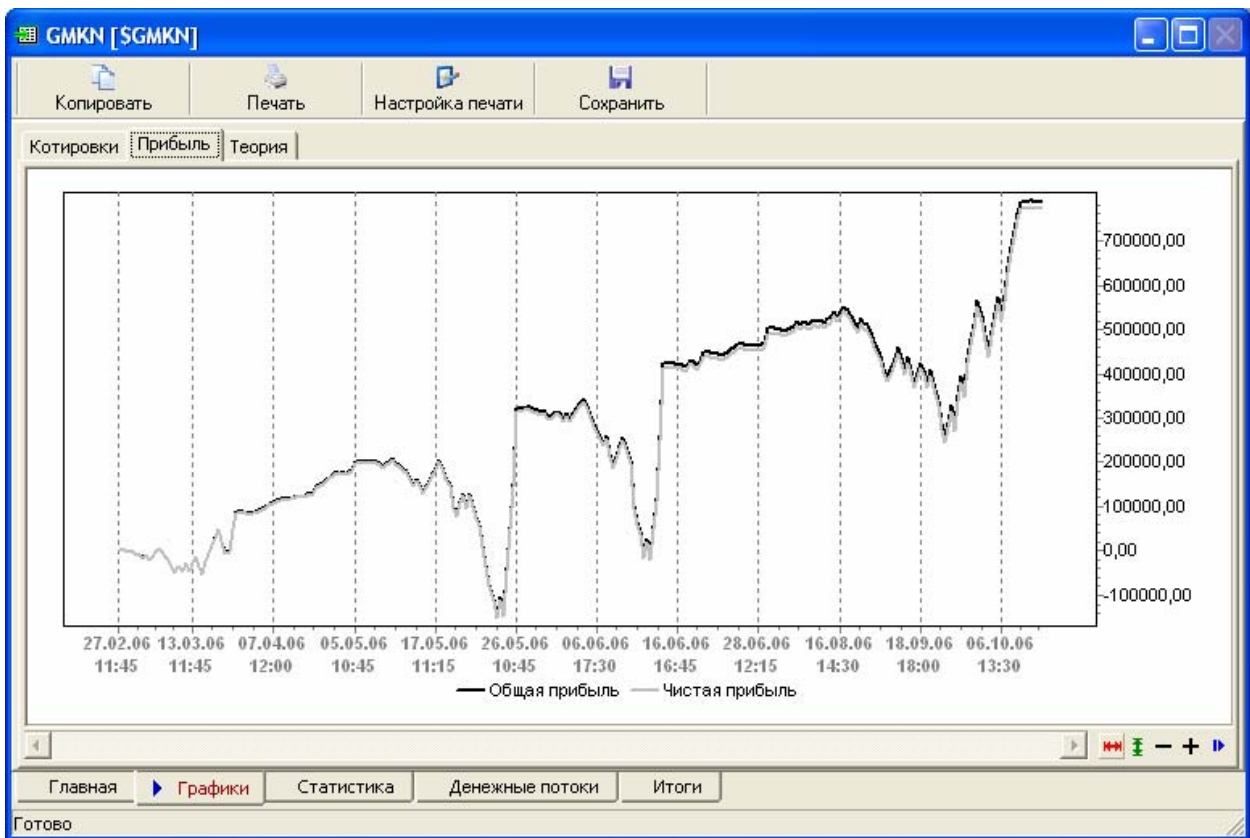 GMKN [$GMKN]
Копировать Печать Настройка печати Сохранить
Котировки Прибыль Теория
700000,00
600000,00
500000,00
400000,00
300000,00
200000,00
100000,00
0,00
-100000,00
27.02.06 13.03.06 07.04.06 05.05.06 17.05.06 26.05.06 06.06.06 16.06.06 28.06.06 16.08.06 18.09.06 06.10.06
11:45 11:45 12:00 10:45 11:15 10:45 17:30 16:45 12:15 14:30 18:00 13:30
Общая прибыль Чистая прибыль
Главная Графики Статистика Денежные потоки Итоги
Готово